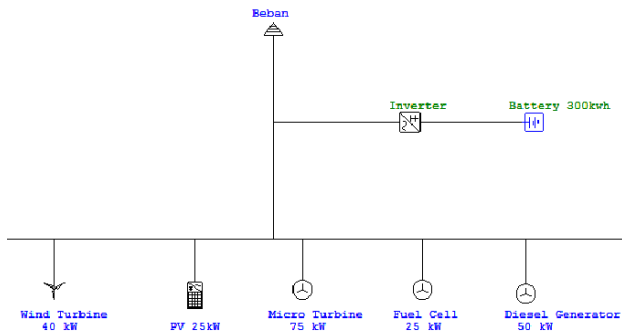 Beban
Inverter
Battery 300kwh
Wind Turbine
40 kW
PV 25kW
Micro Turbine
75 kW
Fuel Cell
25 kW
Diesel Generator
50 kW